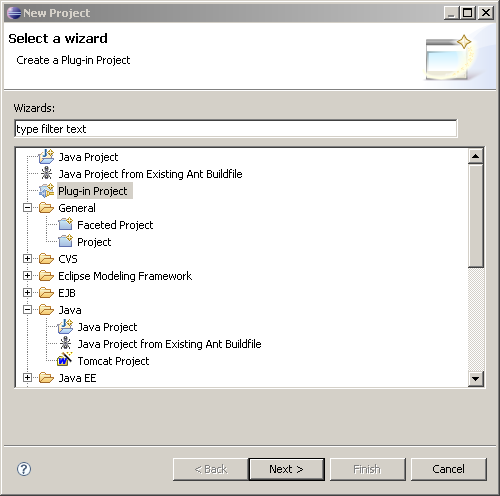 New Project
Select a wizard
Create a Plug-in Project
Wizards:
type filter text
Java Project
Java Project from Existing Ant Buildfile
Plug-in Project
General
Faceted Project
Project
CVS
Eclipse Modeling Framework
EJB
Java
Java Project
Java Project from Existing Ant Buildfile
Tomcat Project
Java EE
< Back Next > Finish Cancel